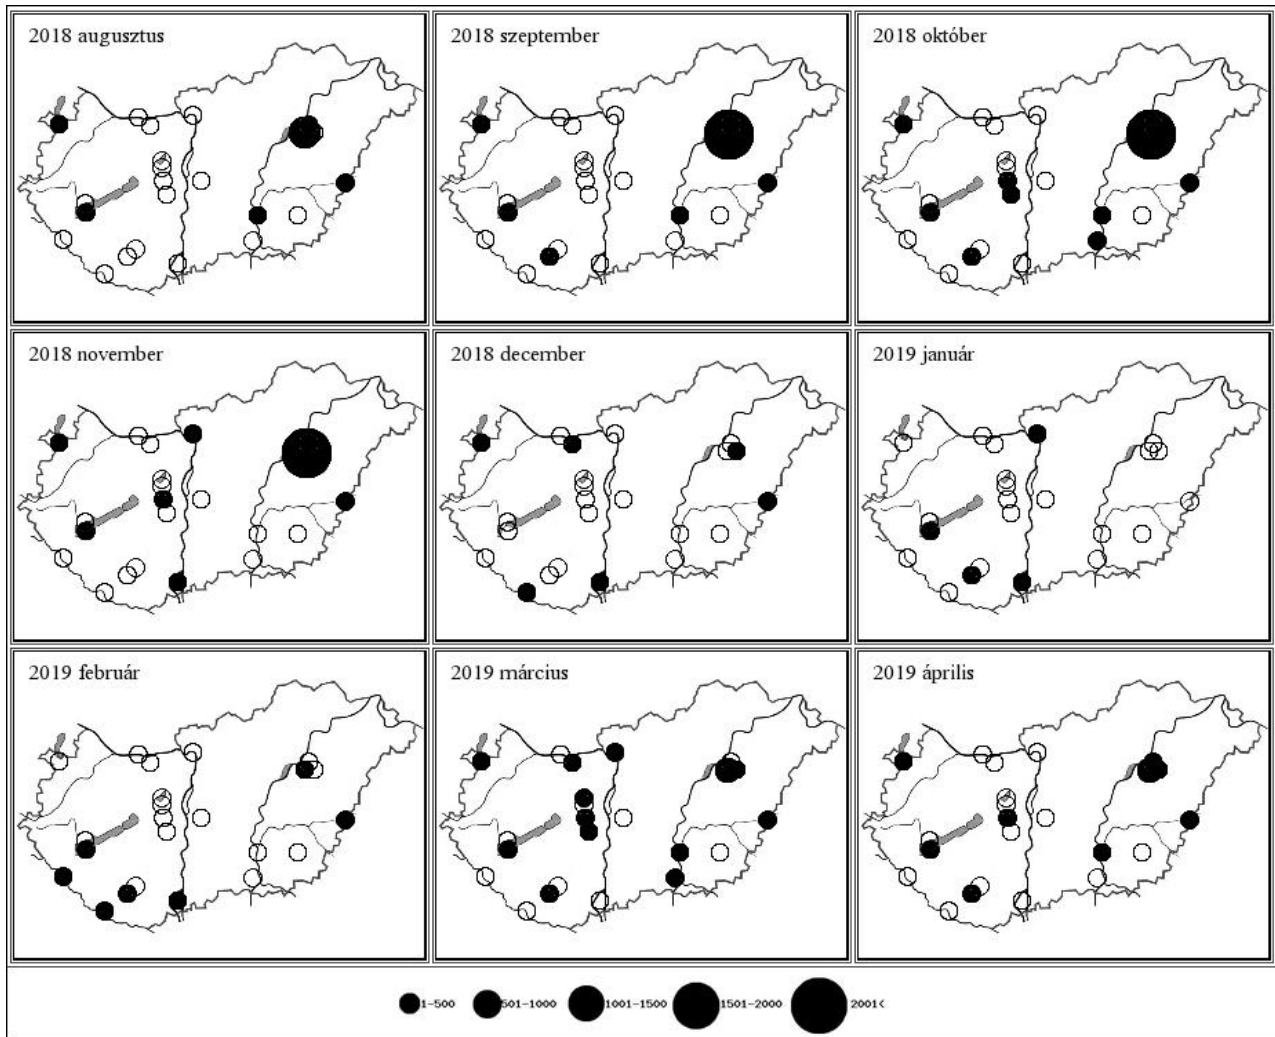 2018 augusztus
2018 szeptember
2018 október
2018 november
2018 december
2019 január
2019 február
2019 március
2019 április
1-500
501-1000
1001-1500
1501-2000
2001<